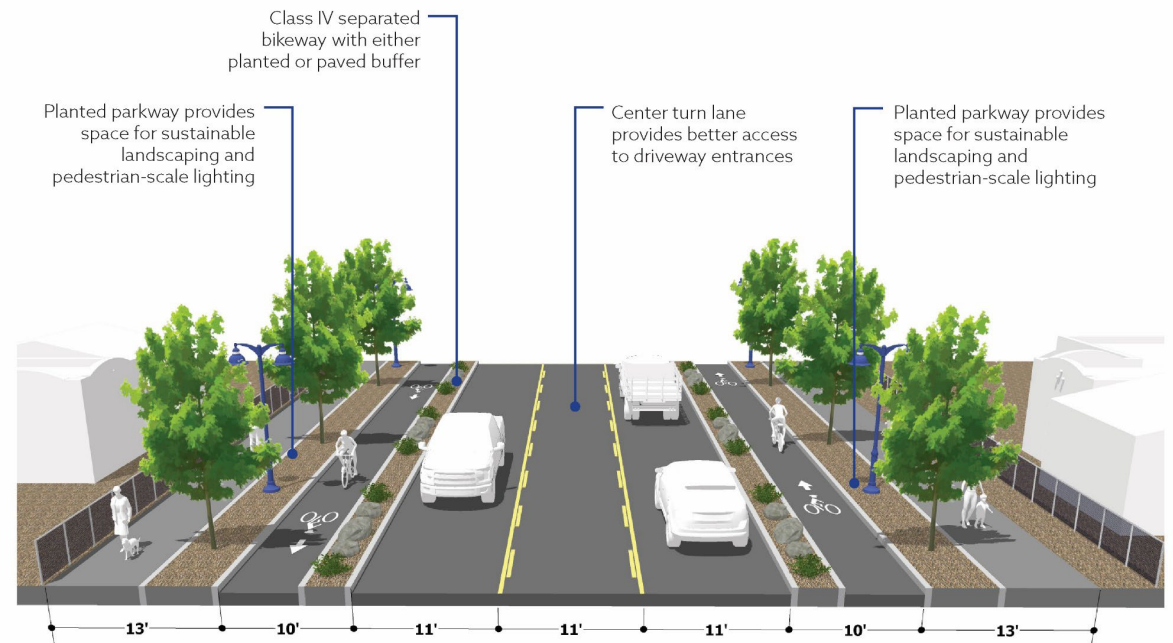 Class IV separated
bikeway with either
planted or paved buffer
Planted parkway provides
space for sustainable
landscaping and
pedestrian-scale lighting
Center turn lane
provides better access
to driveway entrances
Planted parkway provides
space for sustainable
landscaping and
pedestrian-scale lighting
13' 10' 11' 11' 11' 10' 13'